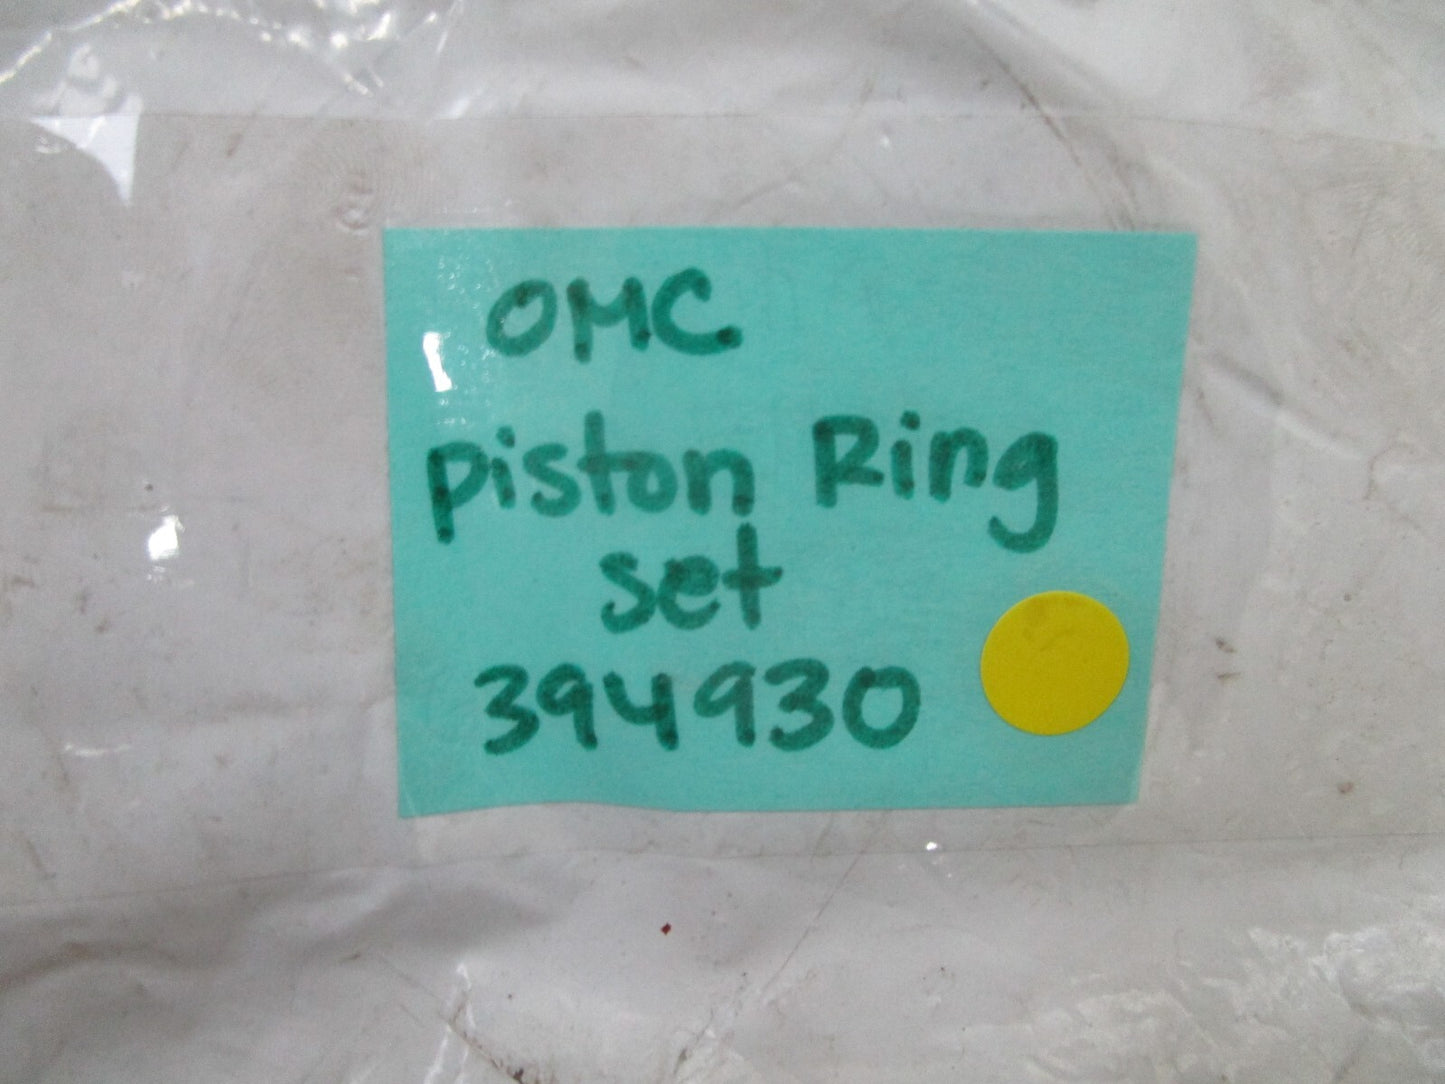 OMC
piston Ring
set
394930